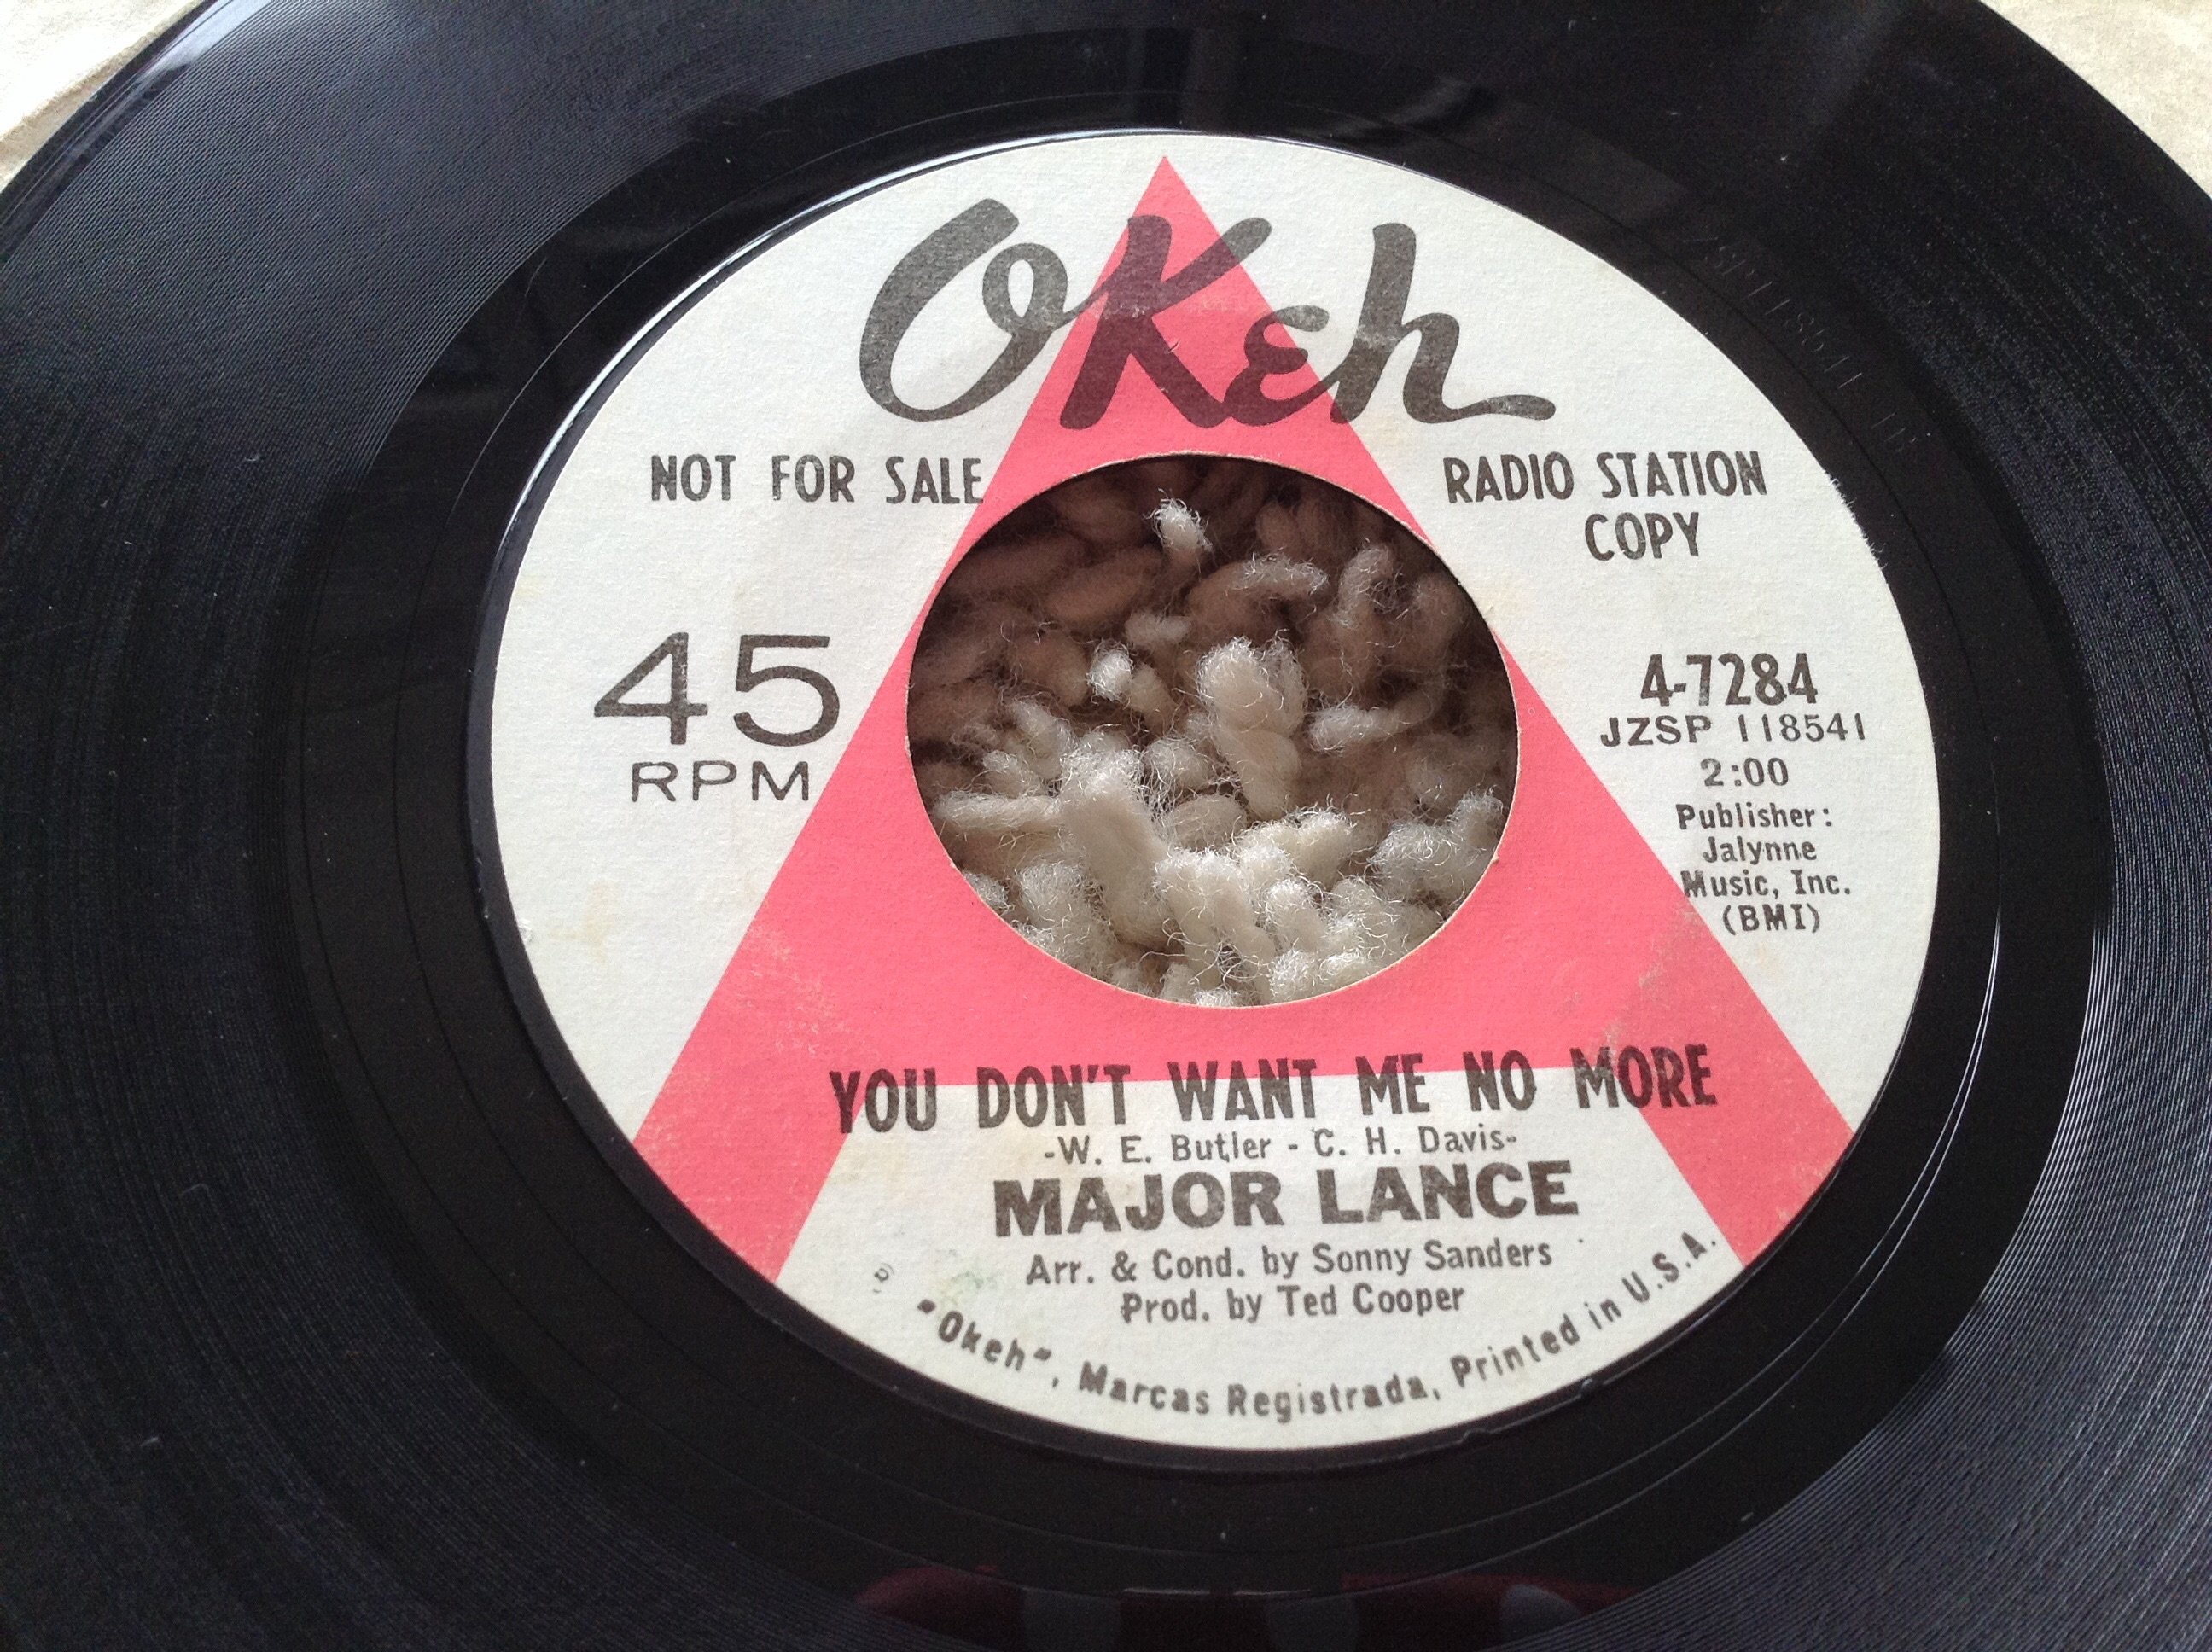 OKeh
NOT FOR SALE
RADIO STATION
COPY
45
RPM
4-7284
JZSP 118541
2:00
Publisher:
Jalynne
Music, Inc.
(BMI)
YOU DON'T WANT ME NO MORE
-W. E. Butler - C. H. Davis-
MAJOR LANCE
Arr. & Cond. by Sonny Sanders
Prod. by Ted Cooper
"Okeh", Marcas Registrada, Printed in U.S.A.